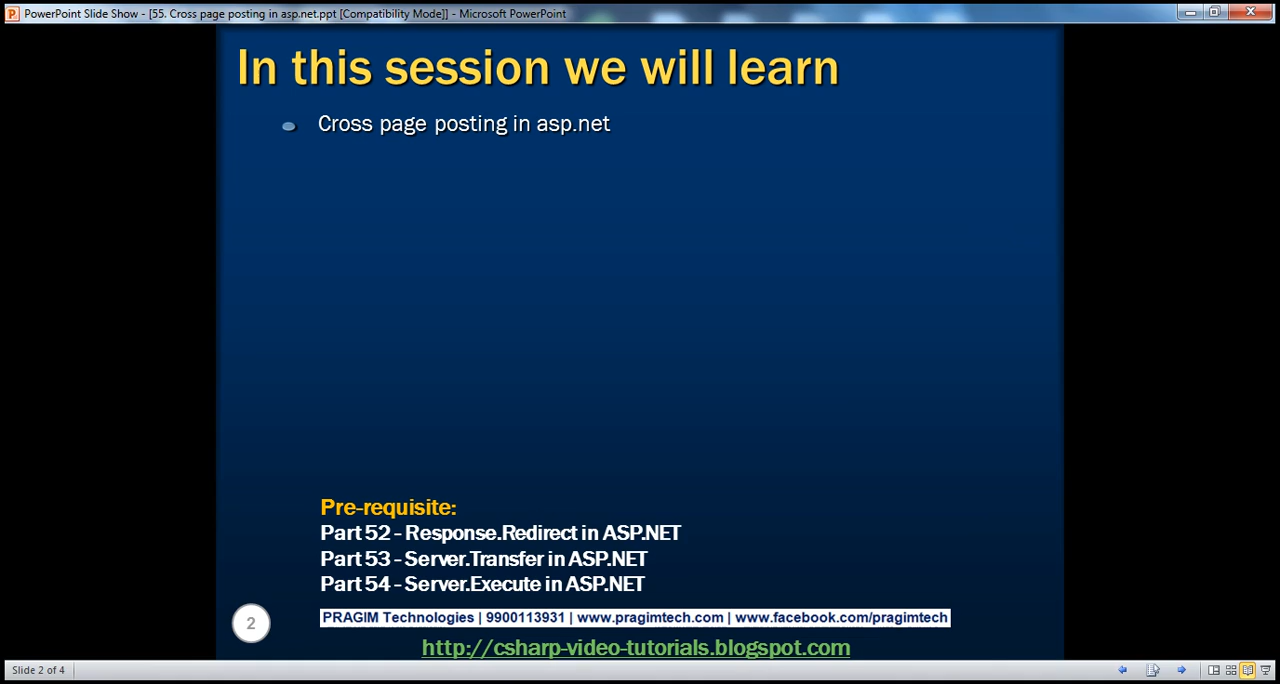 PowerPoint Slide Show - [55. Cross page posting in asp.net.ppt [Compatibility Mode]] - Microsoft PowerPoint
In this session we will learn
Cross page posting in asp.net
Pre-requisite:
Part 52 - Response.Redirect in ASP.NET
Part 53 - Server.Transfer in ASP.NET
Part 54 - Server.Execute in ASP.NET
2
PRAGIM Technologies | 9900113931 | www.pragimtech.com | www.facebook.com/pragimtech
http://csharp-video-tutorials.blogspot.com
Slide 2 of 4